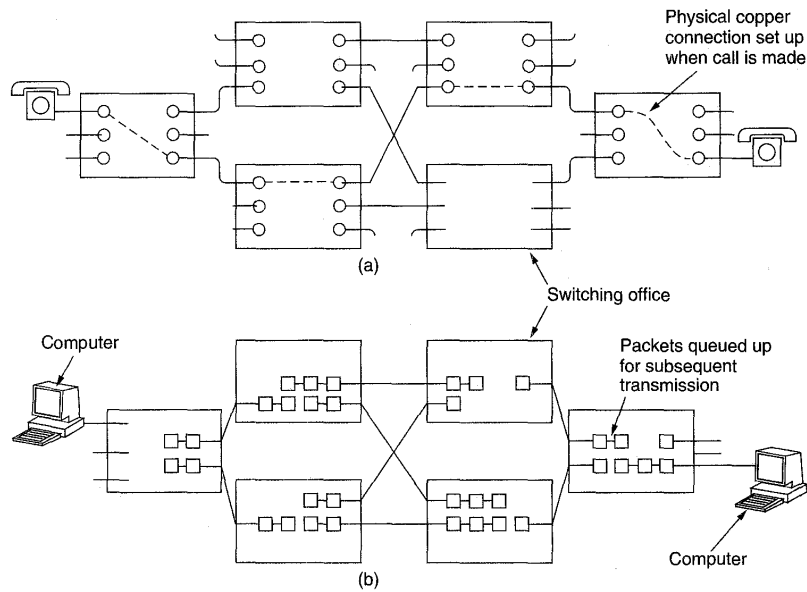 Physical copper
connection set up
when call is made
(a)
Switching office
Computer
Packets queued up
for subsequent
transmission
Computer
(b)